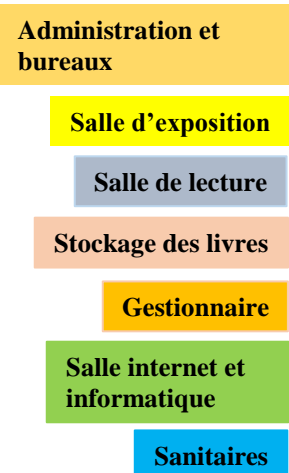 Administration et
bureaux
Salle d’exposition
Salle de lecture
Stockage des livres
Gestionnaire
Salle internet et
informatique
Sanitaires